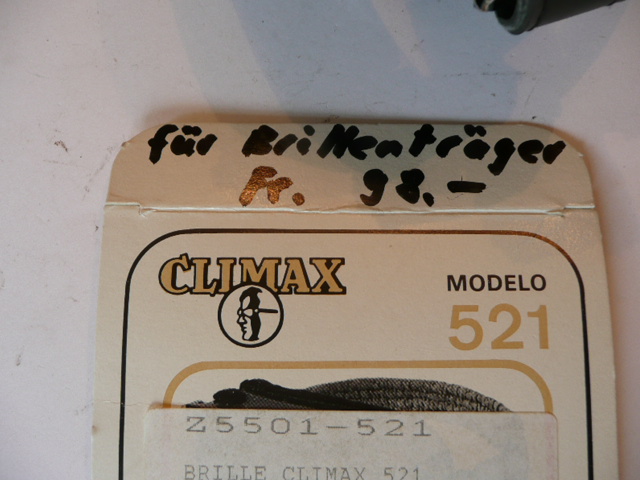 für Brillenträger
Fr. 98.-
CLIMAX
MODELO
521
Z5501-521
BRILLE CLIMAX 521